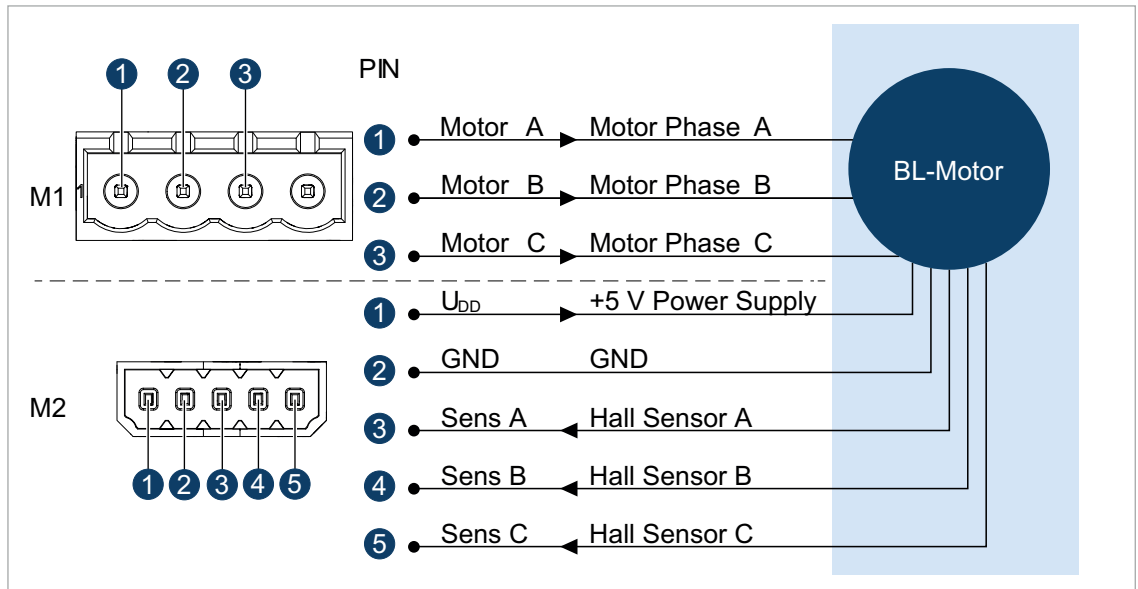 1 2 3 PIN
1 Motor A Motor Phase A
BL-Motor
M1 1
2 Motor B Motor Phase B
3 Motor C Motor Phase C
1 UDD +5 V Power Supply
2 GND GND
M2
3 Sens A Hall Sensor A
1 2 3 4 5
4 Sens B Hall Sensor B
5 Sens C Hall Sensor C